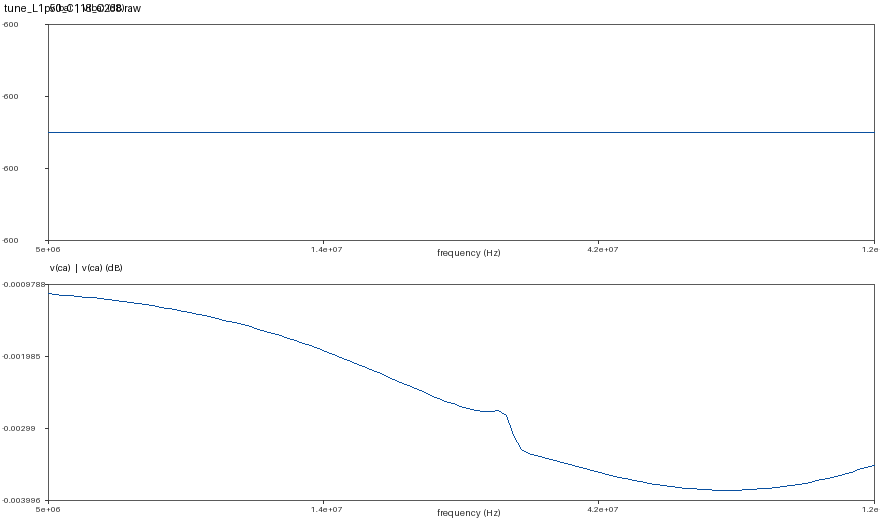 -600
-600
-600
-600
5e+06 1.4e+07 4.2e+07 1.2e
frequency (Hz)
v(ca) | v(ca) (dB)
-0.0009788
-0.001985
-0.00299
-0.003996
5e+06 1.4e+07 4.2e+07 1.2e
frequency (Hz)